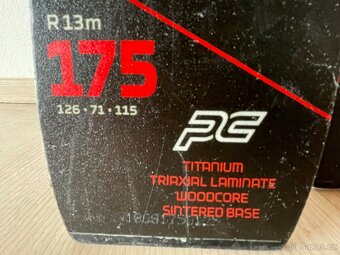 R 13m
175
126 · 71 · 115
PC
TITANIUM
TRIAXIAL LAMINATE
WOODCORE
SINTERED BASE